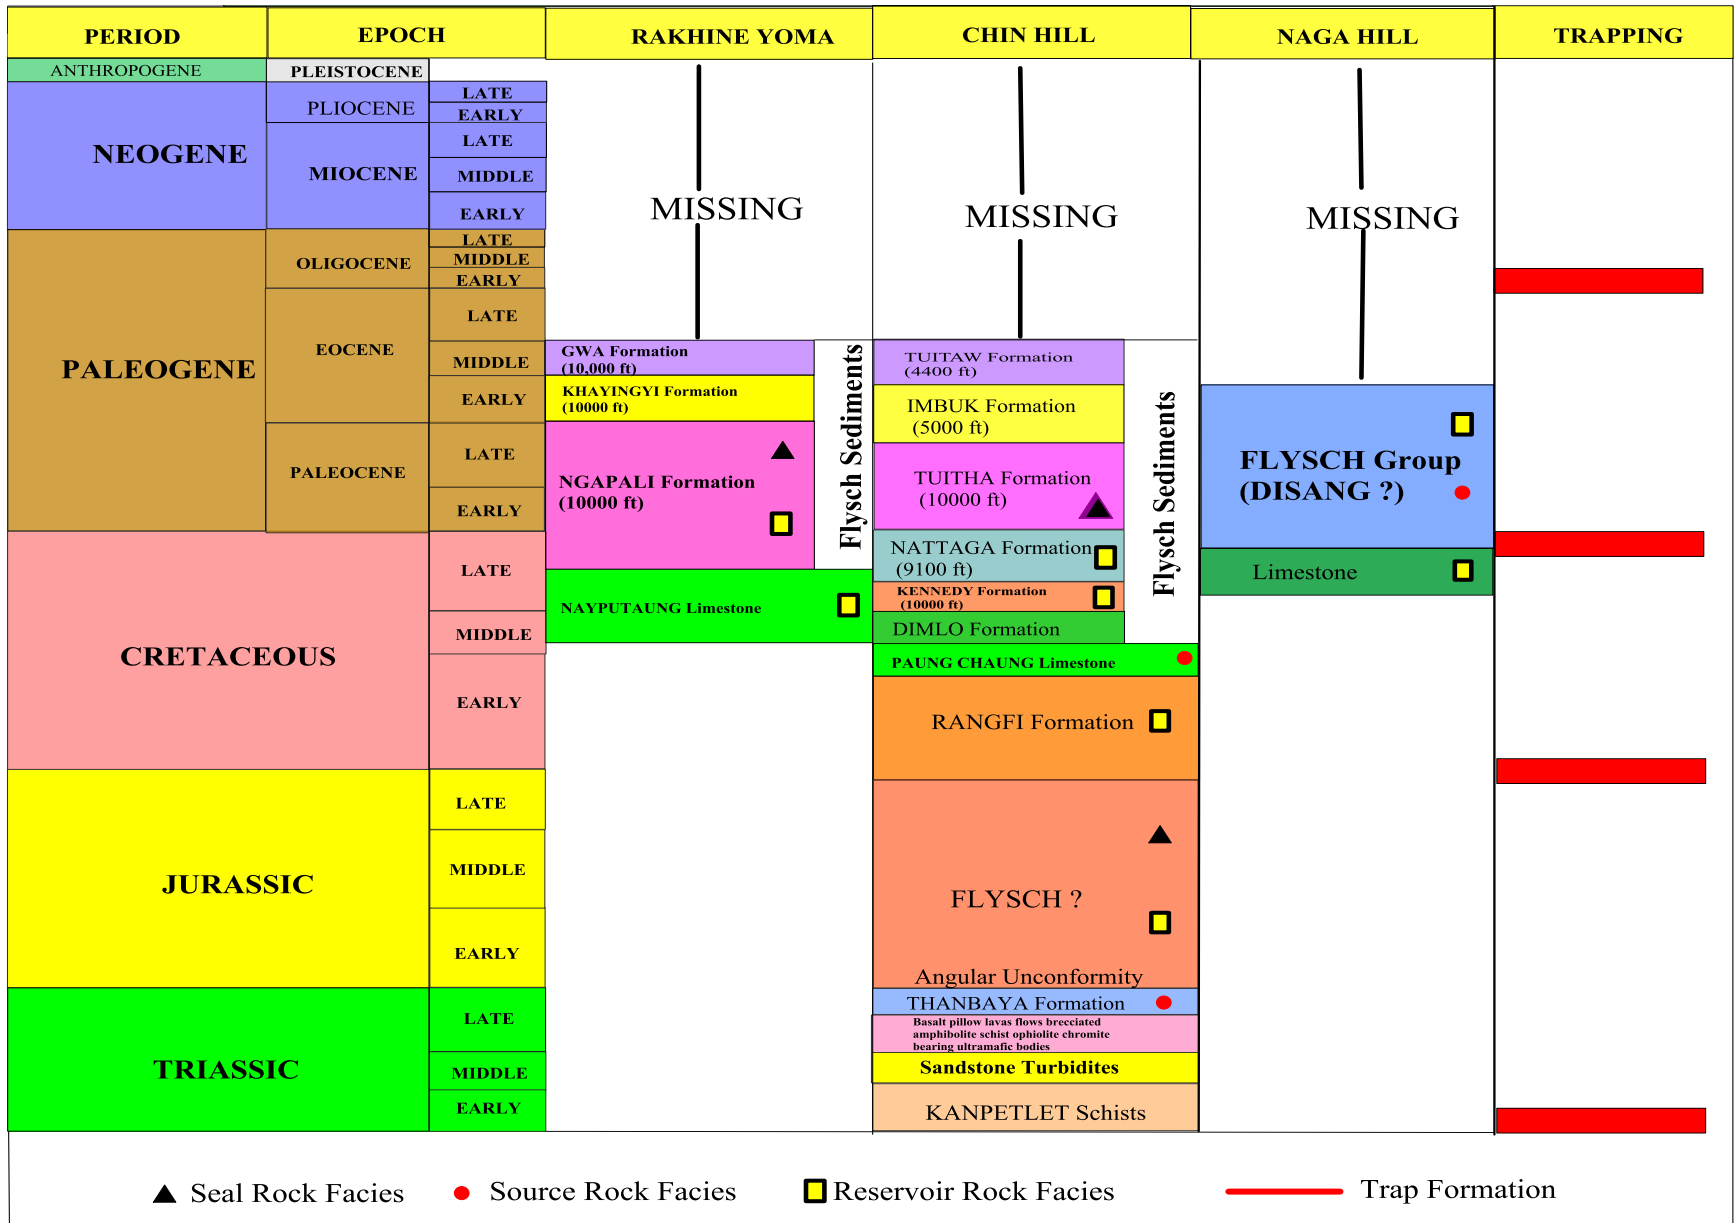 PERIOD
EPOCH
RAKHINE YOMA
CHIN HILL
NAGA HILL
TRAPPING
ANTHROPOGENE
PLEISTOCENE
NEOGENE
PLIOCENE
LATE
EARLY
MIOCENE
LATE
MIDDLE
EARLY
PALEOGENE
OLIGOCENE
LATE
MIDDLE
EARLY
EOCENE
LATE
MIDDLE
EARLY
PALEOCENE
LATE
EARLY
CRETACEOUS
LATE
MIDDLE
EARLY
JURASSIC
LATE
MIDDLE
EARLY
TRIASSIC
LATE
MIDDLE
EARLY
MISSING
GWA Formation
(10,000 ft)
KHAYINGYI Formation
(10000 ft)
NGAPALI Formation
(10000 ft)
Flysch Sediments
NAYPUTAUNG Limestone
MISSING
TUITAW Formation
(4400 ft)
IMBUK Formation
(5000 ft)
TUITHA Formation
(10000 ft)
NATTAGA Formation
(9100 ft)
KENNEDY Formation
(10000 ft)
DIMLO Formation
Flysch Sediments
PAUNG CHAUNG Limestone
RANGFI Formation
FLYSCH ?
Angular Unconformity
THANBAYA Formation
Basalt pillow lavas flows brecciated
amphibolite schist ophiolite chromite
bearing ultramafic bodies
Sandstone Turbidites
KANPETLET Schists
MISSING
FLYSCH Group
(DISANG ?)
Limestone
Seal Rock Facies
Source Rock Facies
Reservoir Rock Facies
Trap Formation